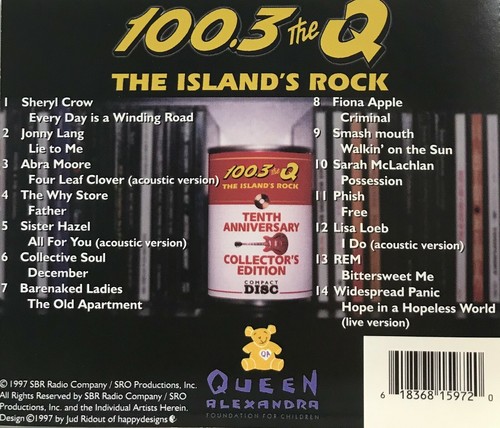 100.3 The Q
THE ISLAND'S ROCK
1 Sheryl Crow
Every Day is a Winding Road
2 Jonny Lang
Lie to Me
3 Abra Moore
Four Leaf Clover (acoustic version)
4 The Why Store
Father
5 Sister Hazel
All For You (acoustic version)
6 Collective Soul
December
7 Barenaked Ladies
The Old Apartment
8 Fiona Apple
Criminal
9 Smash mouth
Walkin' on the Sun
10 Sarah McLachlan
Possession
11 Phish
Free
12 Lisa Loeb
I Do (acoustic version)
13 REM
Bittersweet Me
14 Widespread Panic
Hope in a Hopeless World
(live version)
100.3 The Q
THE ISLAND'S ROCK
TENTH
ANNIVERSARY
COLLECTOR'S
EDITION
COMPACT
DISC
QA
QUEEN
ALEXANDRA
FOUNDATION FOR CHILDREN
©1997 SBR Radio Company / SRO Productions, Inc.
All Rights Reserved by SBR Radio Company / SRO
Productions, Inc. and the Individual Artists Herein.
Design ©1997 by Jud Ridout of happydesigns
6 18368 15972 0